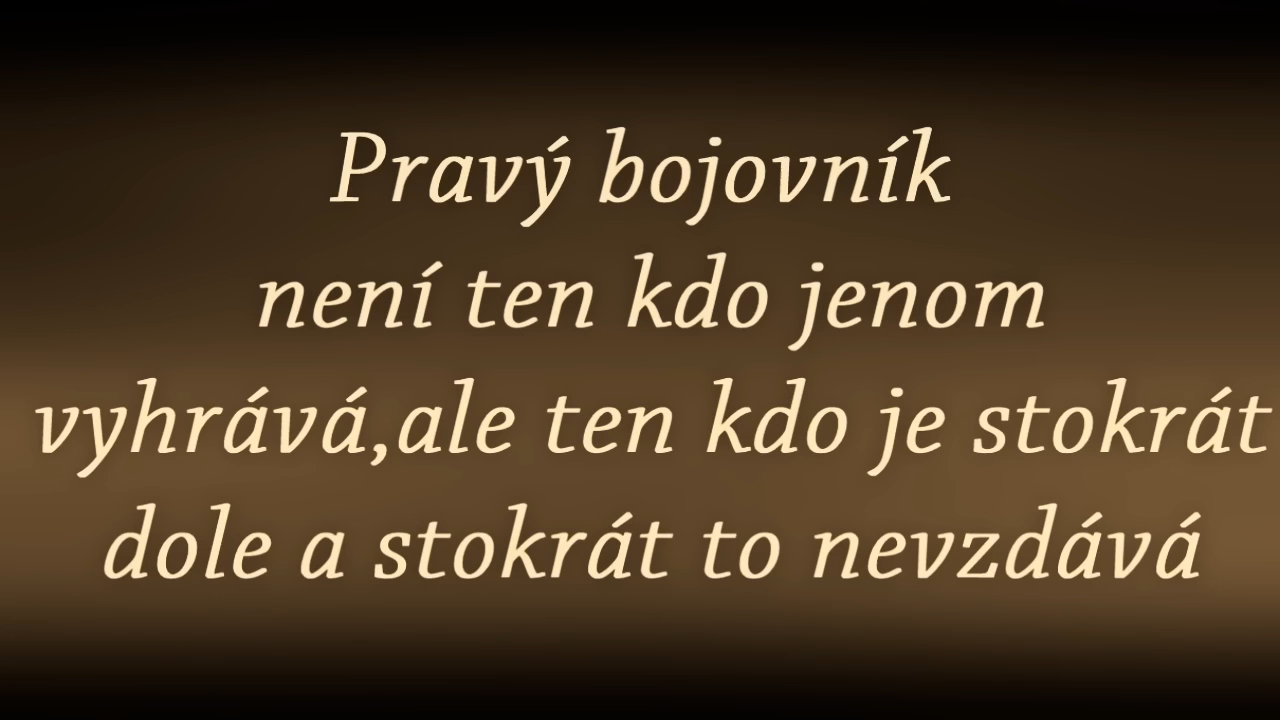 Pravý bojovník
není ten kdo jenom
vyhrává,ale ten kdo je stokrát
dole a stokrát to nevzdává